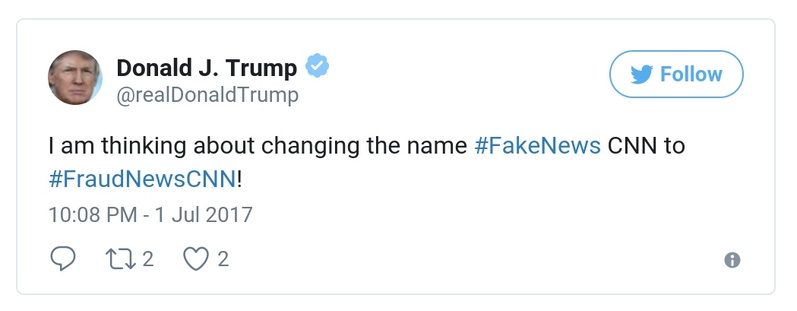 Donald J. Trump
Follow
@realDonaldTrump
I am thinking about changing the name #FakeNews CNN to
#FraudNewsCNN!
10:08 PM - 1 Jul 2017
2 2